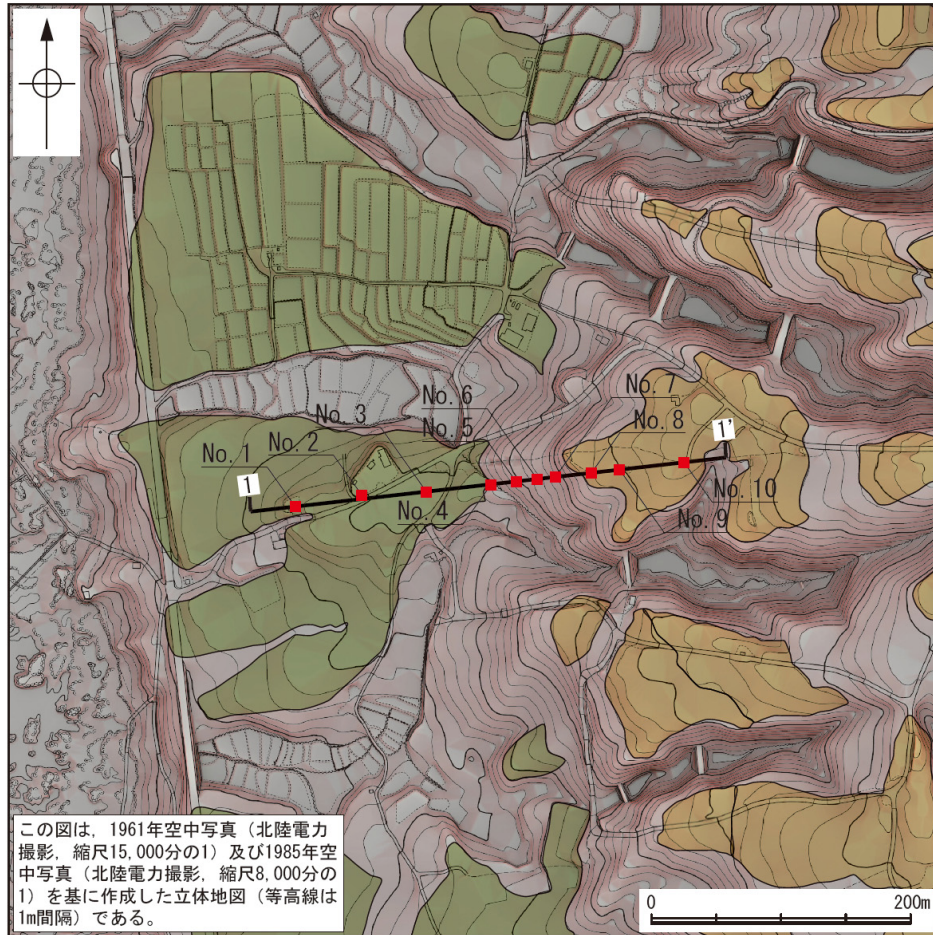 No. 6
No. 7
No. 3
No. 5
No. 8
No. 2
No. 1
1'
1
No. 10
No. 4
No. 9
この図は，1961年空中写真（北陸電力
撮影，縮尺15,000分の1）及び1985年空
中写真（北陸電力撮影，縮尺8,000分の
1）を基に作成した立体地図（等高線は
1m間隔）である。
0
200m